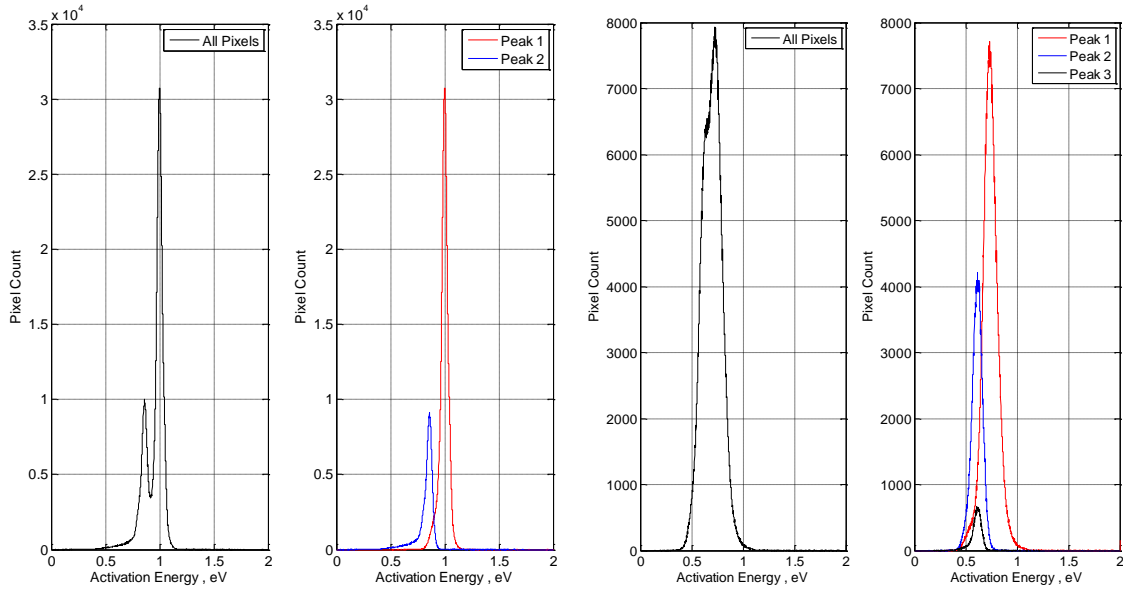 x 10^4
3.5
3
2.5
2
1.5
1
0.5
0
0 0.5 1 1.5 2
Pixel Count
Activation Energy , eV
All Pixels
x 10^4
3.5
3
2.5
2
1.5
1
0.5
0
0 0.5 1 1.5 2
Pixel Count
Activation Energy , eV
Peak 1
Peak 2
8000
7000
6000
5000
4000
3000
2000
1000
0
0 0.5 1 1.5 2
Pixel Count
Activation Energy , eV
All Pixels
8000
7000
6000
5000
4000
3000
2000
1000
0
0 0.5 1 1.5 2
Pixel Count
Activation Energy , eV
Peak 1
Peak 2
Peak 3